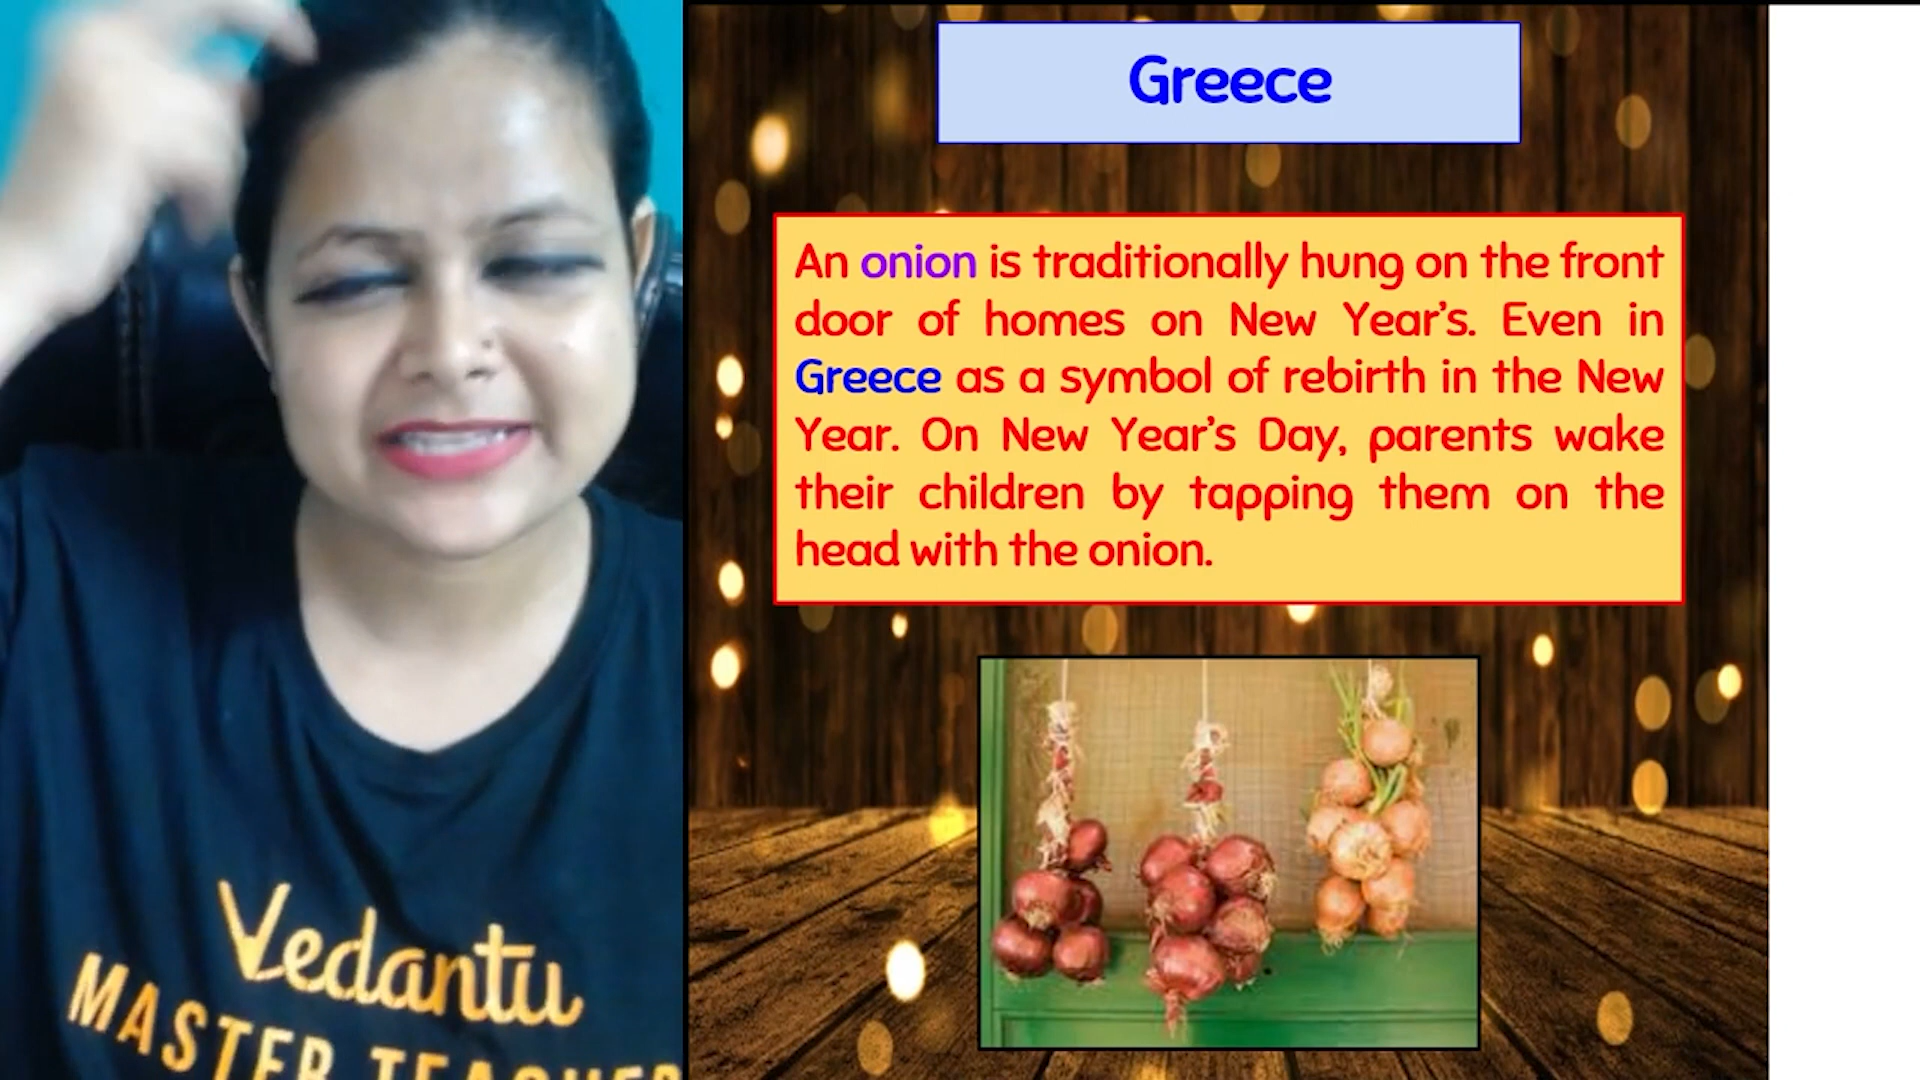 Greece
An onion is traditionally hung on the front
door of homes on New Year's. Even in
Greece as a symbol of rebirth in the New
Year. On New Year's Day, parents wake
their children by tapping them on the
head with the onion.
Vedantu
MASTER TEACHER